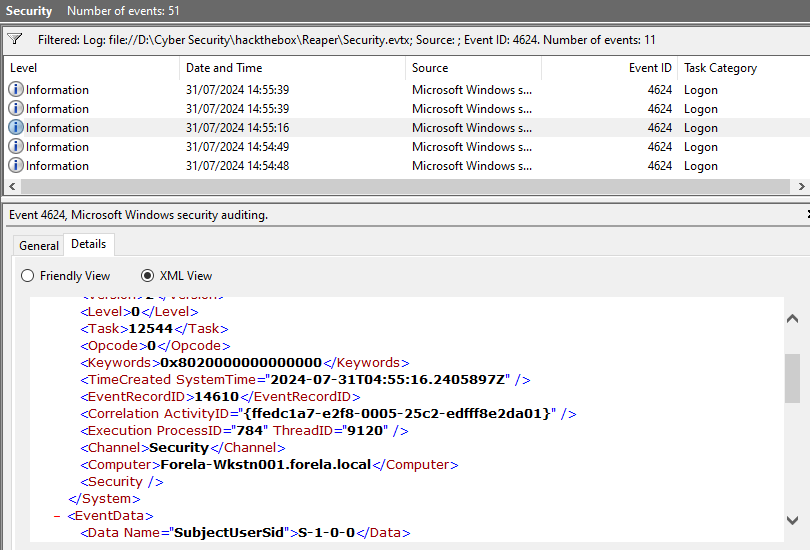 Security Number of events: 51
Filtered: Log: file://D:\Cyber Security\hackthebox\Reaper\Security.evtx; Source: ; Event ID: 4624. Number of events: 11
Level Date and Time Source Event ID Task Category
Information 31/07/2024 14:55:39 Microsoft Windows s... 4624 Logon
Information 31/07/2024 14:55:39 Microsoft Windows s... 4624 Logon
Information 31/07/2024 14:55:16 Microsoft Windows s... 4624 Logon
Information 31/07/2024 14:54:49 Microsoft Windows s... 4624 Logon
Information 31/07/2024 14:54:48 Microsoft Windows s... 4624 Logon
Event 4624, Microsoft Windows security auditing.
General Details
Friendly View XML View
<Version>2</Version>
<Level>0</Level>
<Task>12544</Task>
<Opcode>0</Opcode>
<Keywords>0x8020000000000000</Keywords>
<TimeCreated SystemTime="2024-07-31T04:55:16.2405897Z" />
<EventRecordID>14610</EventRecordID>
<Correlation ActivityID="{ffedc1a7-e2f8-0005-25c2-edfff8e2da01}" />
<Execution ProcessID="784" ThreadID="9120" />
<Channel>Security</Channel>
<Computer>Forela-Wkstn001.forela.local</Computer>
<Security />
</System>
- <EventData>
<Data Name="SubjectUserSid">S-1-0-0</Data>